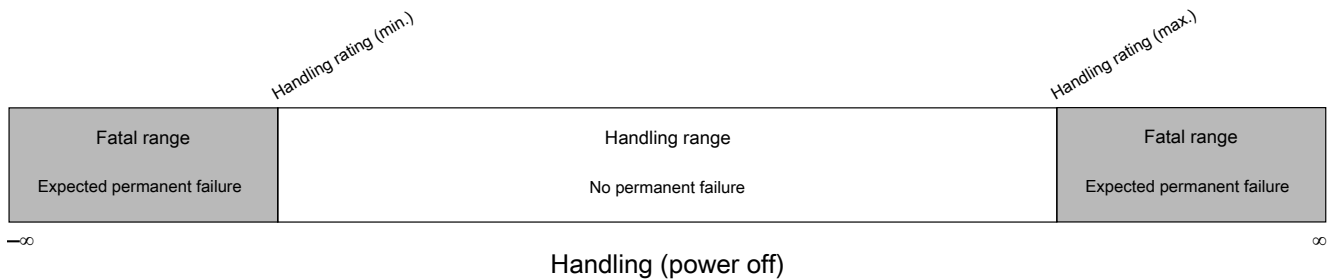 Handling rating (min.)
Handling rating (max.)
Fatal range
Handling range
Fatal range
Expected permanent failure
No permanent failure
Expected permanent failure
–∞
∞
Handling (power off)